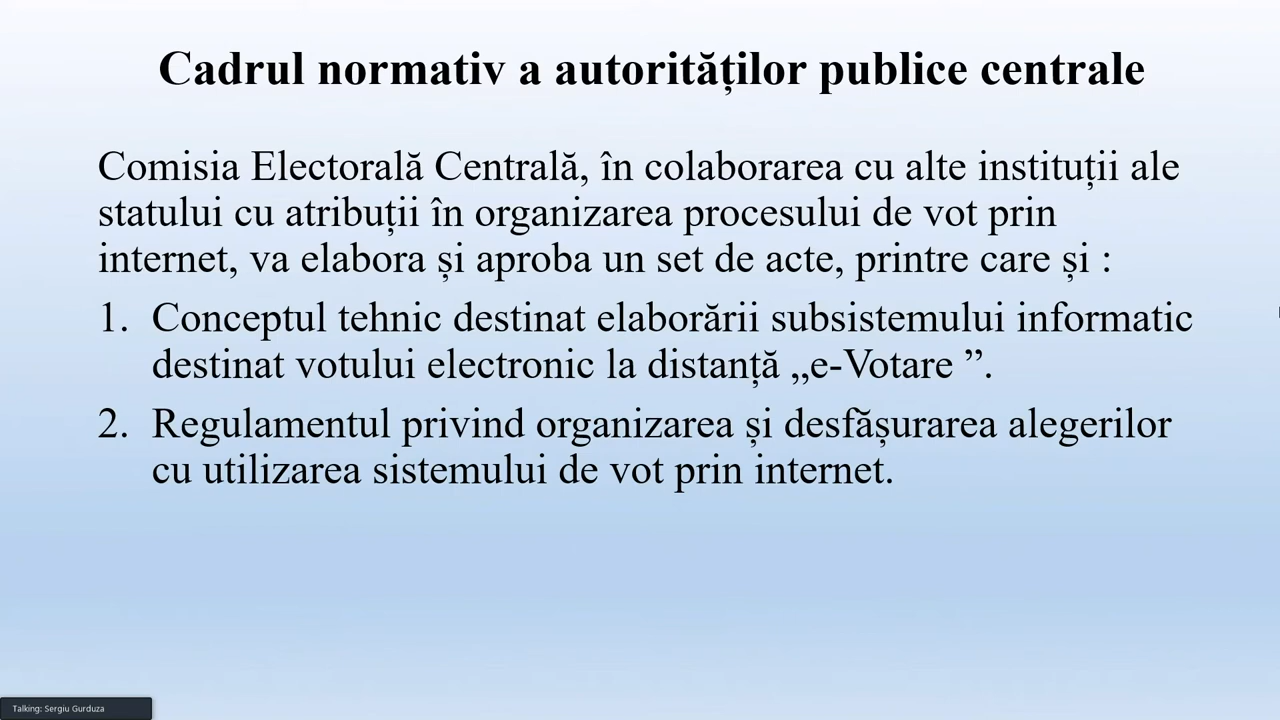 Cadrul normativ a autorităților publice centrale
Comisia Electorală Centrală, în colaborarea cu alte instituții ale
statului cu atribuții în organizarea procesului de vot prin
internet, va elabora și aproba un set de acte, printre care și :
1. Conceptul tehnic destinat elaborării subsistemului informatic
destinat votului electronic la distanță „e-Votare ”.
2. Regulamentul privind organizarea și desfășurarea alegerilor
cu utilizarea sistemului de vot prin internet.
Talking: Sergiu Gurduza